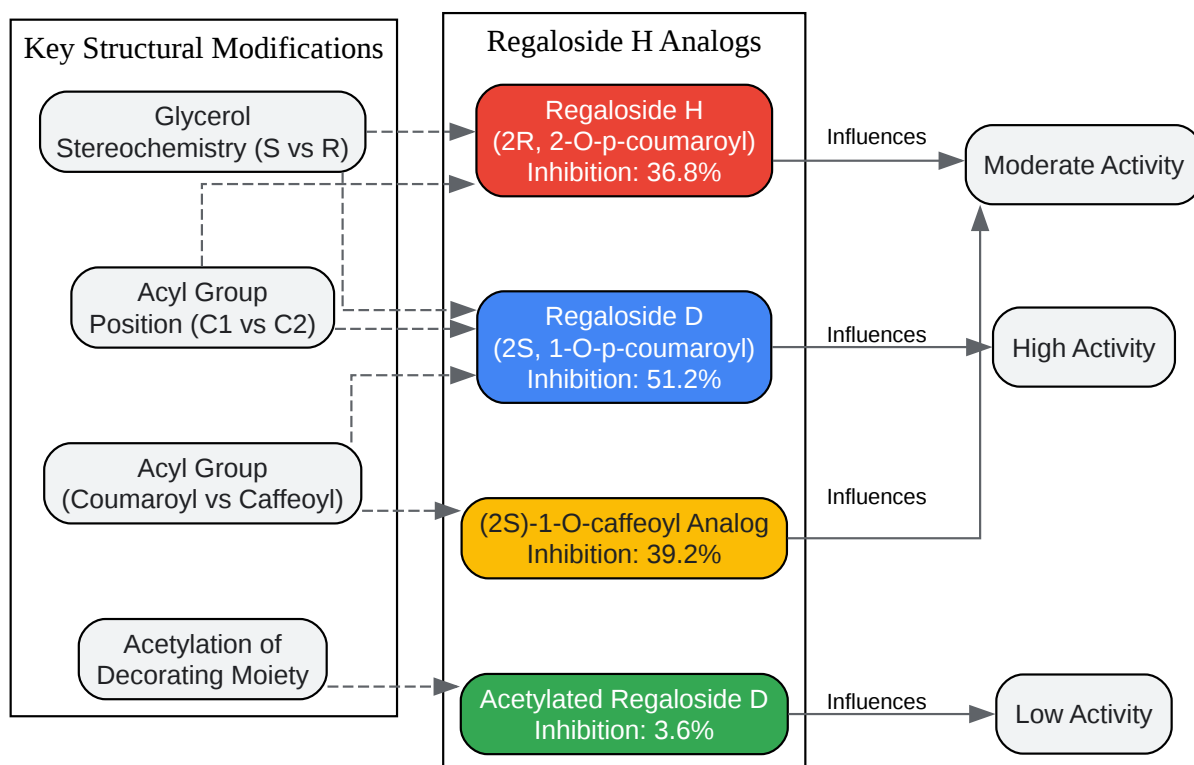 Key Structural Modifications
Glycerol
Stereochemistry (S vs R)
Acyl Group
Position (C1 vs C2)
Acyl Group
(Coumaroyl vs Caffeoyl)
Acetylation of
Decorating Moiety
Regaloside H Analogs
Regaloside H
(2R, 2-O-p-coumaroyl)
Inhibition: 36.8%
Regaloside D
(2S, 1-O-p-coumaroyl)
Inhibition: 51.2%
(2S)-1-O-caffeoyl Analog
Inhibition: 39.2%
Acetylated Regaloside D
Inhibition: 3.6%
Influences
Moderate Activity
Influences
High Activity
Influences
Influences
Low Activity